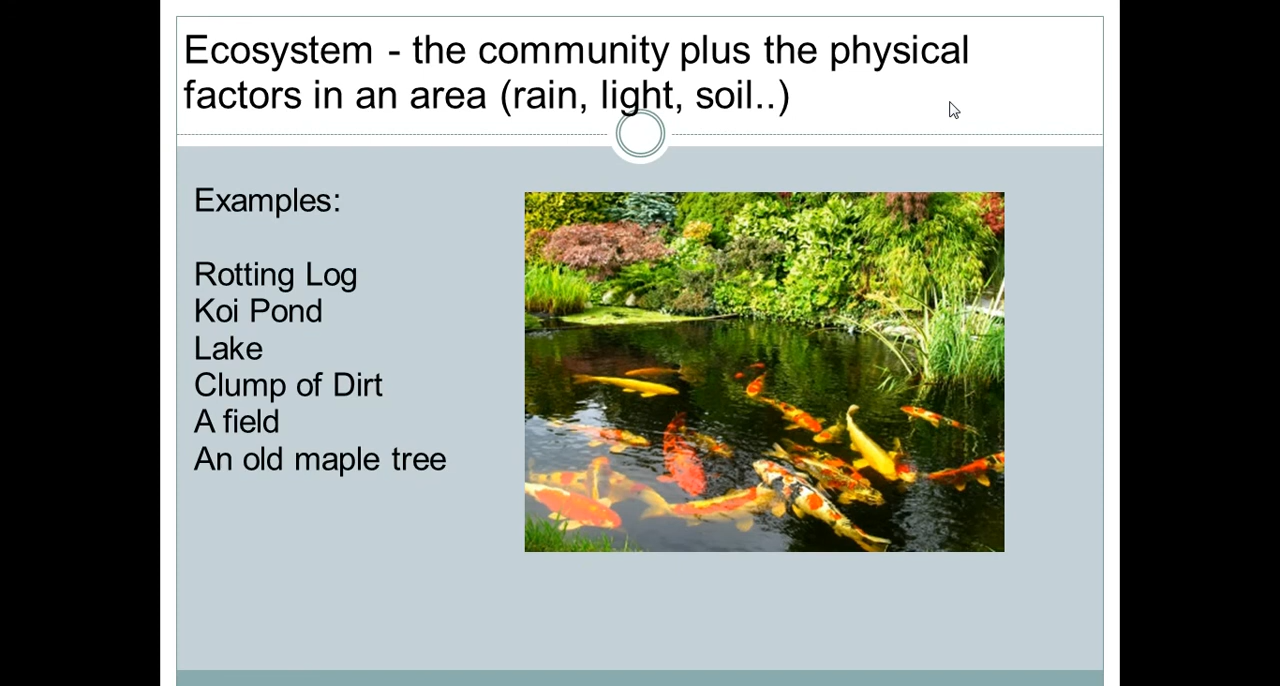 Ecosystem - the community plus the physical
factors in an area (rain, light, soil..)
Examples:
Rotting Log
Koi Pond
Lake
Clump of Dirt
A field
An old maple tree